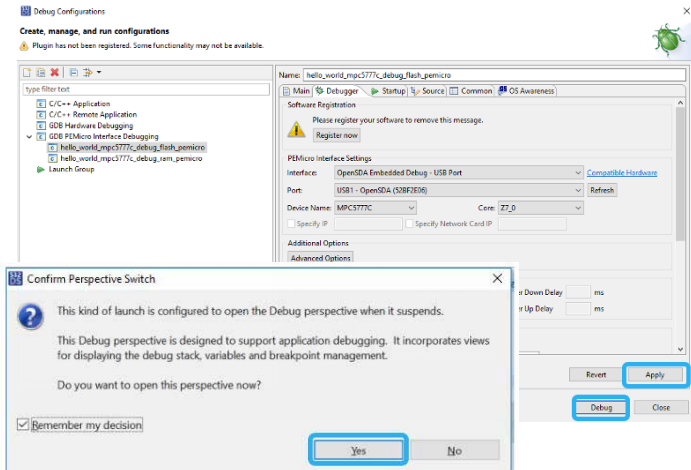 Debug Configurations
Create, manage, and run configurations
Plugin has not been registered. Some functionality may not be available.
type filter text
C/C++ Application
C/C++ Remote Application
GDB Hardware Debugging
GDB PEMicro Interface Debugging
hello_world_mpc5777c_debug_flash_pemicro
hello_world_mpc5777c_debug_ram_pemicro
Launch Group
Name: hello_world_mpc5777c_debug_flash_pemicro
Main Debugger Startup Source Common OS Awareness
Software Registration
Please register your software to remove this message.
Register now
PEMicro Interface Settings
Interface: OpenSDA Embedded Debug - USB Port Compatible Hardware
Port: USB1 - OpenSDA (52BF2E06) Refresh
Device Name: MPC5777C Core: Z7_0
Specify IP Specify Network Card IP
Additional Options
Advanced Options
er Down Delay ms
er Up Delay ms
Revert Apply
Debug Close
Confirm Perspective Switch
This kind of launch is configured to open the Debug perspective when it suspends.
This Debug perspective is designed to support application debugging. It incorporates views
for displaying the debug stack, variables and breakpoint management.
Do you want to open this perspective now?
Remember my decision
Yes No